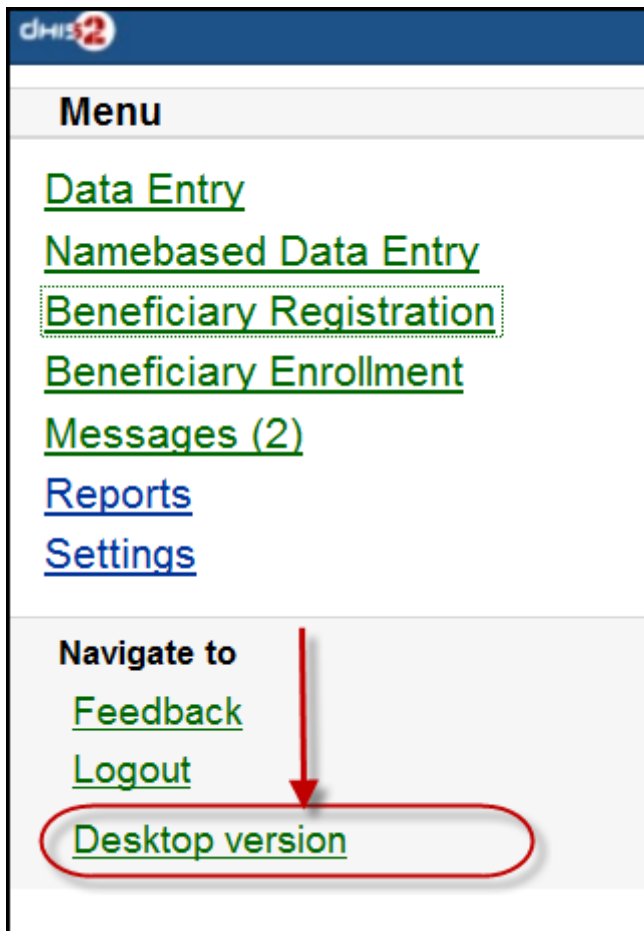 dhis2
Menu
Data Entry
Namebased Data Entry
Beneficiary Registration
Beneficiary Enrollment
Messages (2)
Reports
Settings
Navigate to
Feedback
Logout
Desktop version